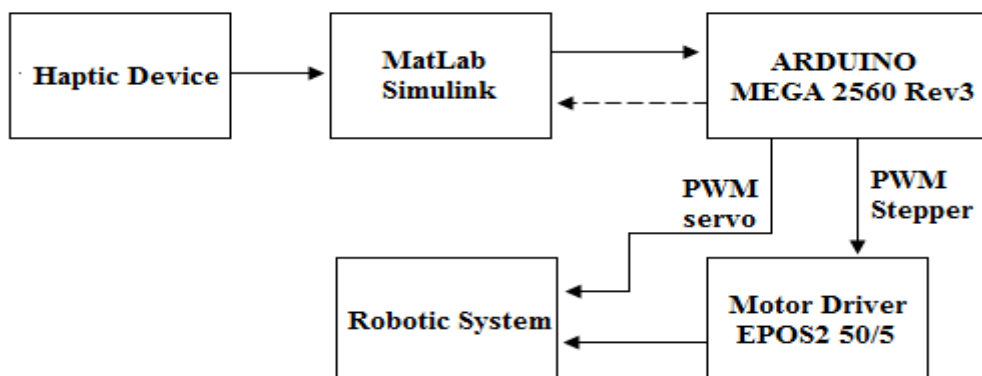 Haptic Device
MatLab
Simulink
ARDUINO
MEGA 2560 Rev3
PWM
servo
PWM
Stepper
Robotic System
Motor Driver
EPOS2 50/5